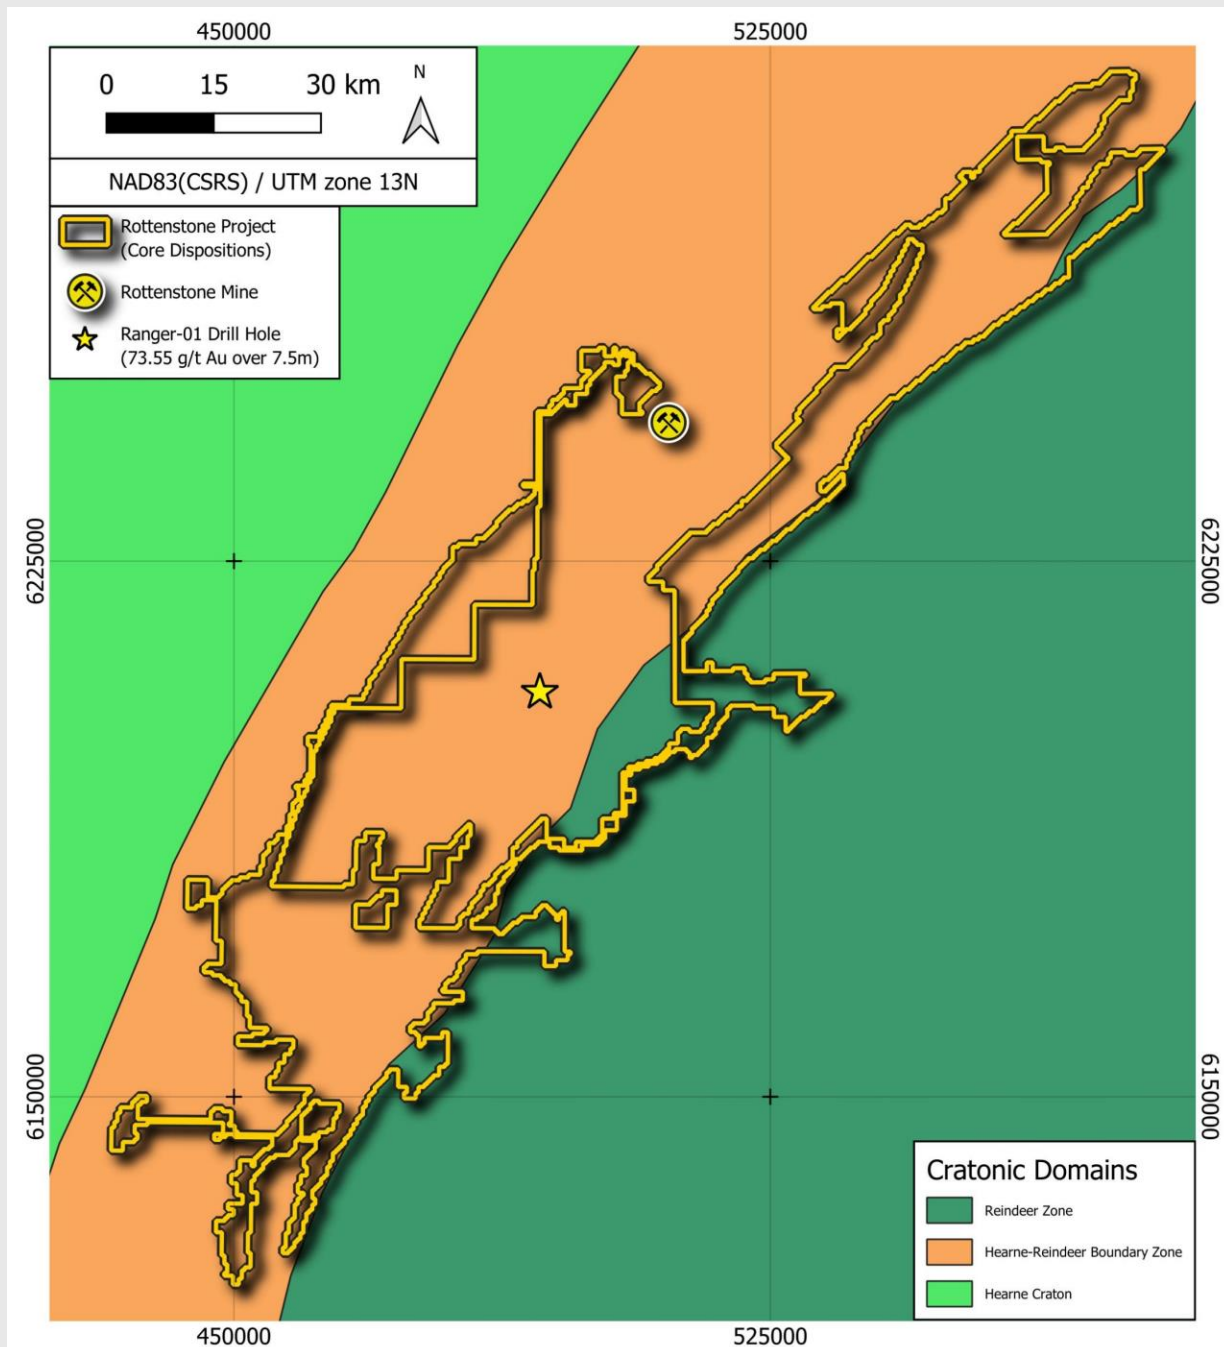 450000
525000
0 15 30 km
N
NAD83(CSRS) / UTM zone 13N
Rottenstone Project
(Core Dispositions)
Rottenstone Mine
Ranger-01 Drill Hole
(73.55 g/t Au over 7.5m)
6225000
6225000
6150000
6150000
Cratonic Domains
Reindeer Zone
Hearne-Reindeer Boundary Zone
Hearne Craton
450000
525000